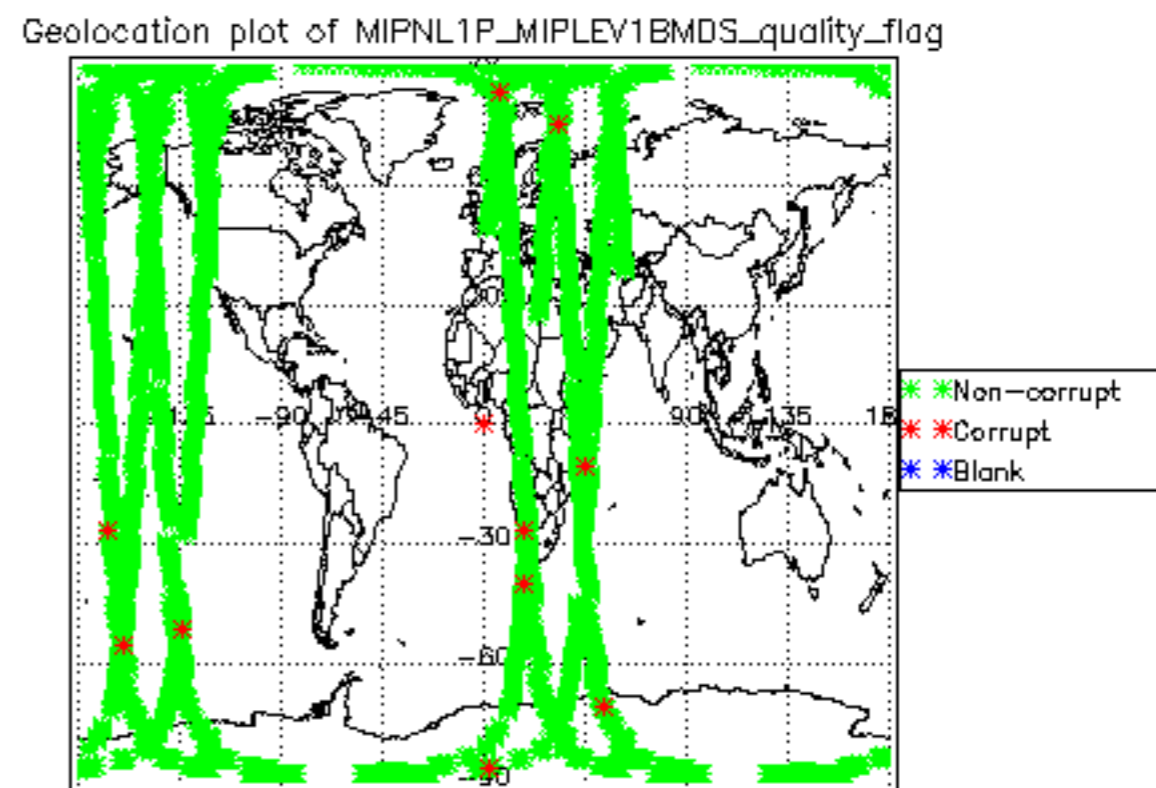 Geolocation plot of MIPNL1P_MIPLEV1BMDS_quality_flag
-90 45 90 135
-30
-60
Non-corrupt
Corrupt
Blank